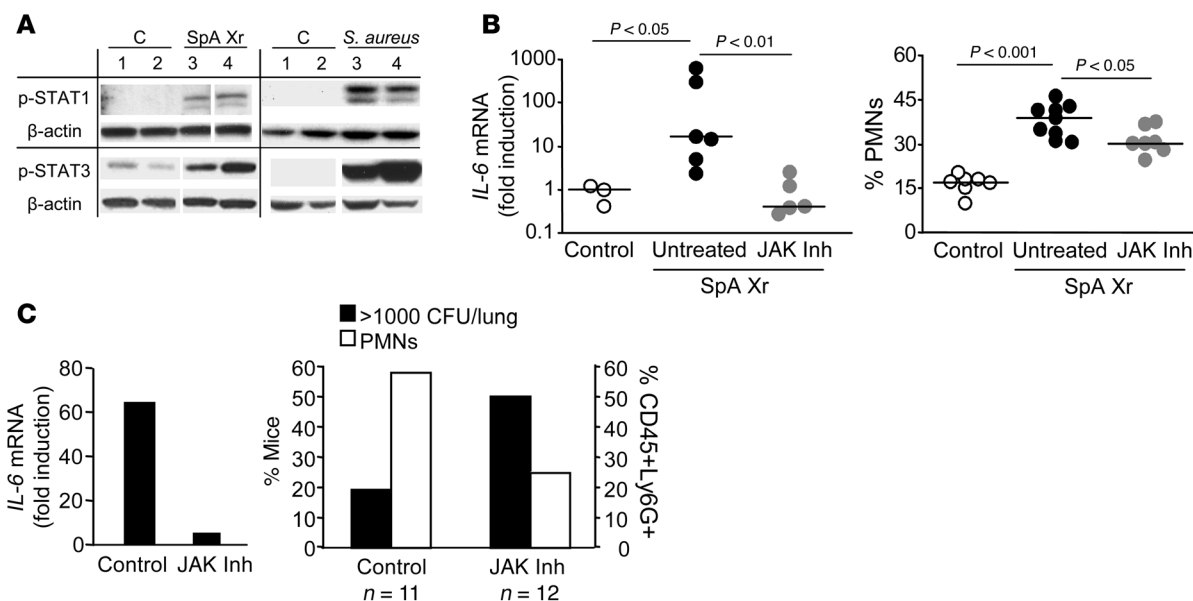 A
C SpA Xr C S. aureus
1 2 3 4 1 2 3 4
p-STAT1
β-actin
p-STAT3
β-actin
B
P < 0.05
P < 0.01
IL-6 mRNA
(fold induction)
1000
100
10
1
0.1
Control Untreated JAK Inh
SpA Xr
P < 0.001
P < 0.05
% PMNs
60
45
30
15
0
Control Untreated JAK Inh
SpA Xr
C
IL-6 mRNA
(fold induction)
80
60
40
20
0
Control JAK Inh
>1000 CFU/lung
PMNs
% Mice
60
50
40
30
20
10
0
60
50
40
30
20
10
0
% CD45+Ly6G+
Control JAK Inh
n = 11 n = 12